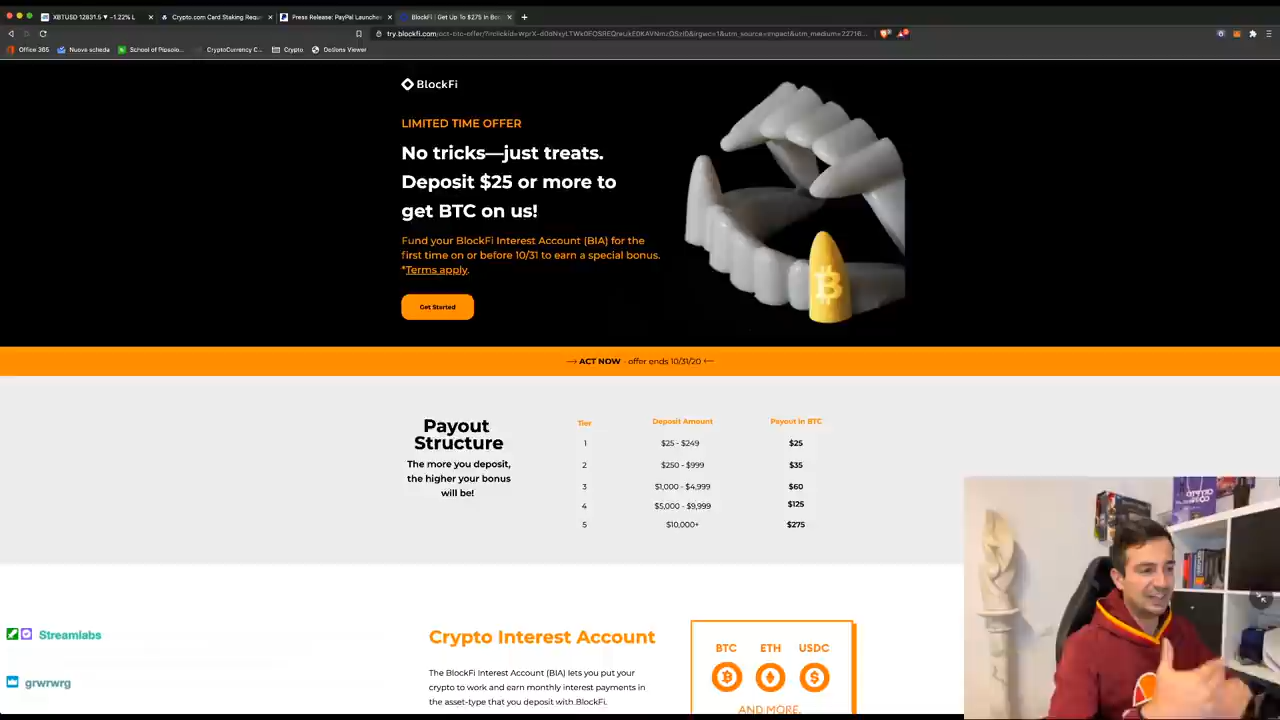 XBTUSD 12831.5 ▼ -1.22% L
Crypto.com Card Staking Requ
Press Release: PayPal Launches
BlockFi | Get Up To $275 in
try.blockfi.com
Office 365
Nuova scheda
CryptoCurrency C...
Crypto
Options Viewer
BlockFi
LIMITED TIME OFFER
No tricks—just treats.
Deposit $25 or more to
get BTC on us!
Fund your BlockFi Interest Account (BIA) for the
first time on or before 10/31 to earn a special bonus.
*Terms apply.
Get Started
→ ACT NOW - offer ends 10/31/20 ←
Payout
Structure
The more you deposit,
the higher your bonus
will be!
Tier Deposit Amount Payout in BTC
1 $25 - $249 $25
2 $250 - $999 $35
3 $1,000 - $4,999 $60
4 $5,000 - $9,999 $125
5 $10,000+ $275
Crypto Interest Account
The BlockFi Interest Account (BIA) lets you put your
crypto to work and earn monthly interest payments in
the asset-type that you deposit with BlockFi.
BTC ETH USDC
AND MORE.
Streamlabs
grwrwrg